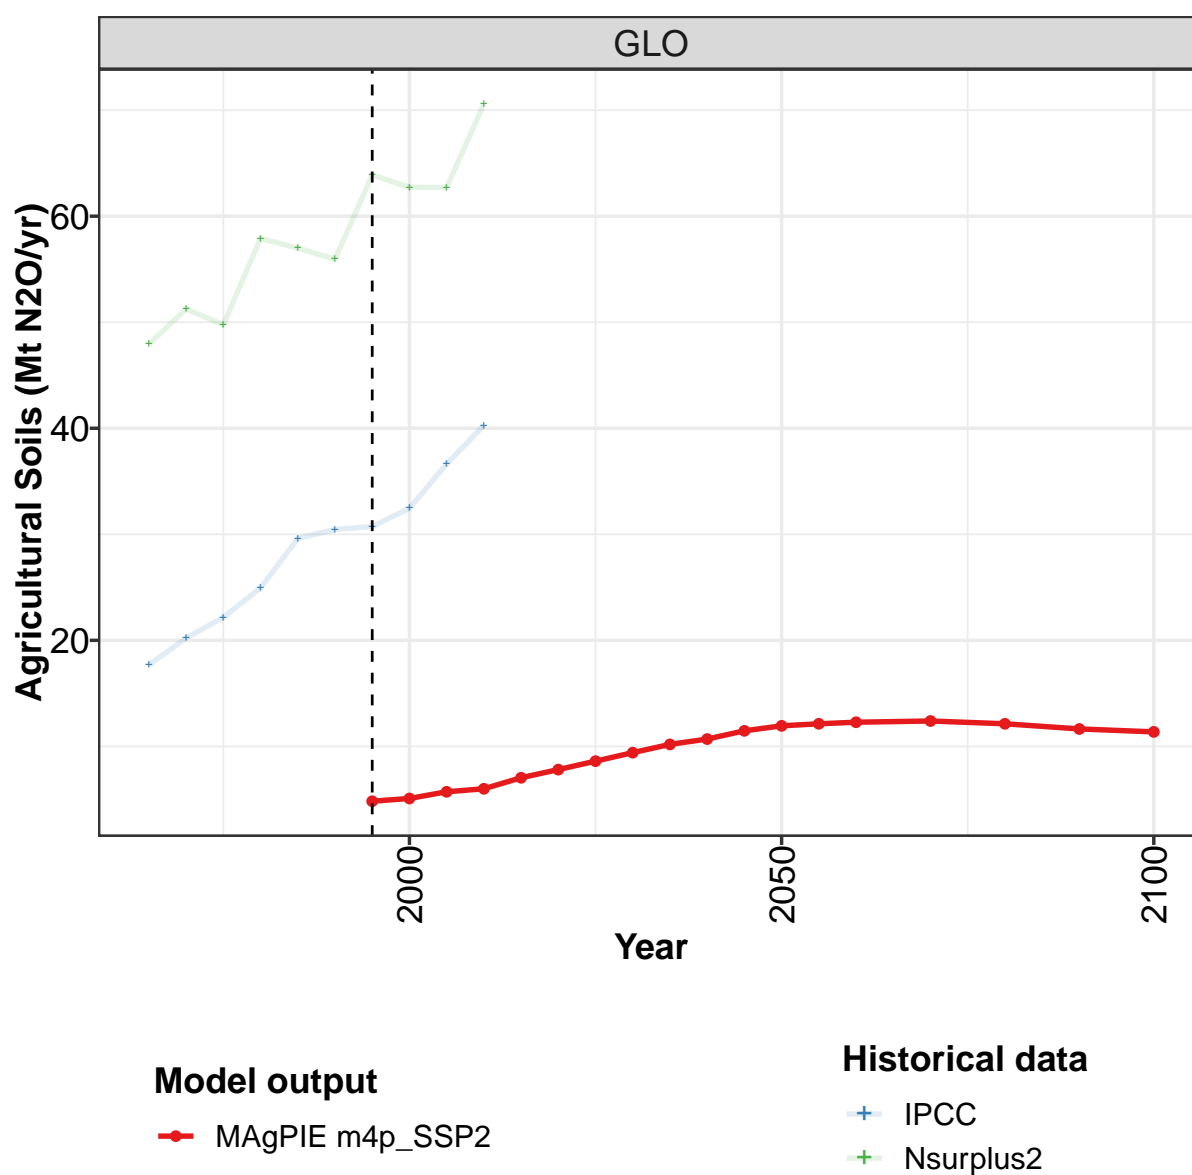 GLO
Agricultural Soils (Mt N2O/yr)
60
40
20
2000
2050
2100
Year
Model output
MAgPIE m4p_SSP2
Historical data
IPCC
Nsurplus2